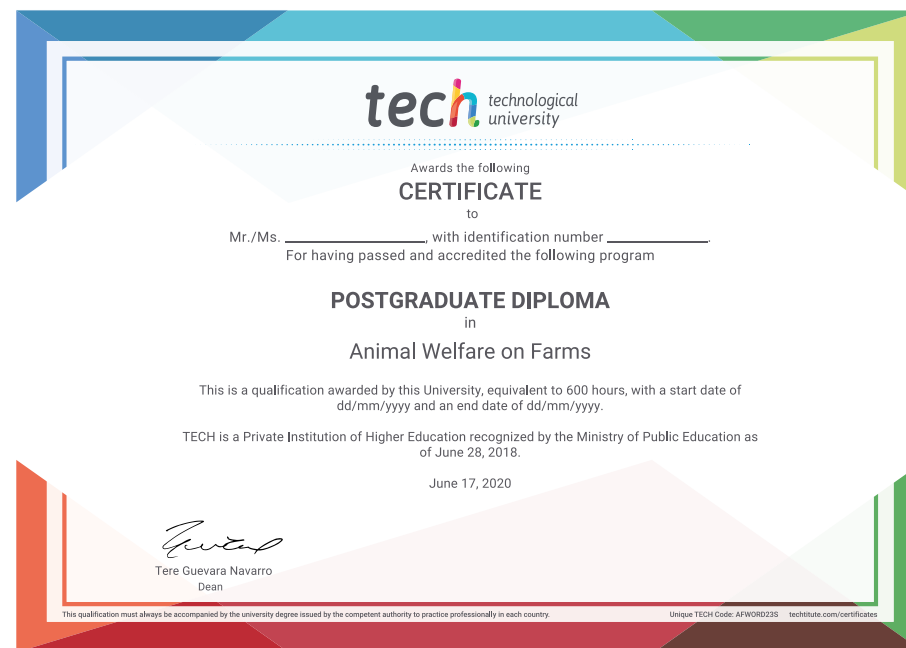 tech technological
university
Awards the following
CERTIFICATE
to
Mr./Ms. ____________________, with identification number ______________.
For having passed and accredited the following program
POSTGRADUATE DIPLOMA
in
Animal Welfare on Farms
This is a qualification awarded by this University, equivalent to 600 hours, with a start date of
dd/mm/yyyy and an end date of dd/mm/yyyy.
TECH is a Private Institution of Higher Education recognized by the Ministry of Public Education as
of June 28, 2018.
June 17, 2020
Tere Guevara Navarro
Dean
This qualification must always be accompanied by the university degree issued by the competent authority to practice professionally in each country. Unique TECH Code: AFWORD23S techtitute.com/certificates